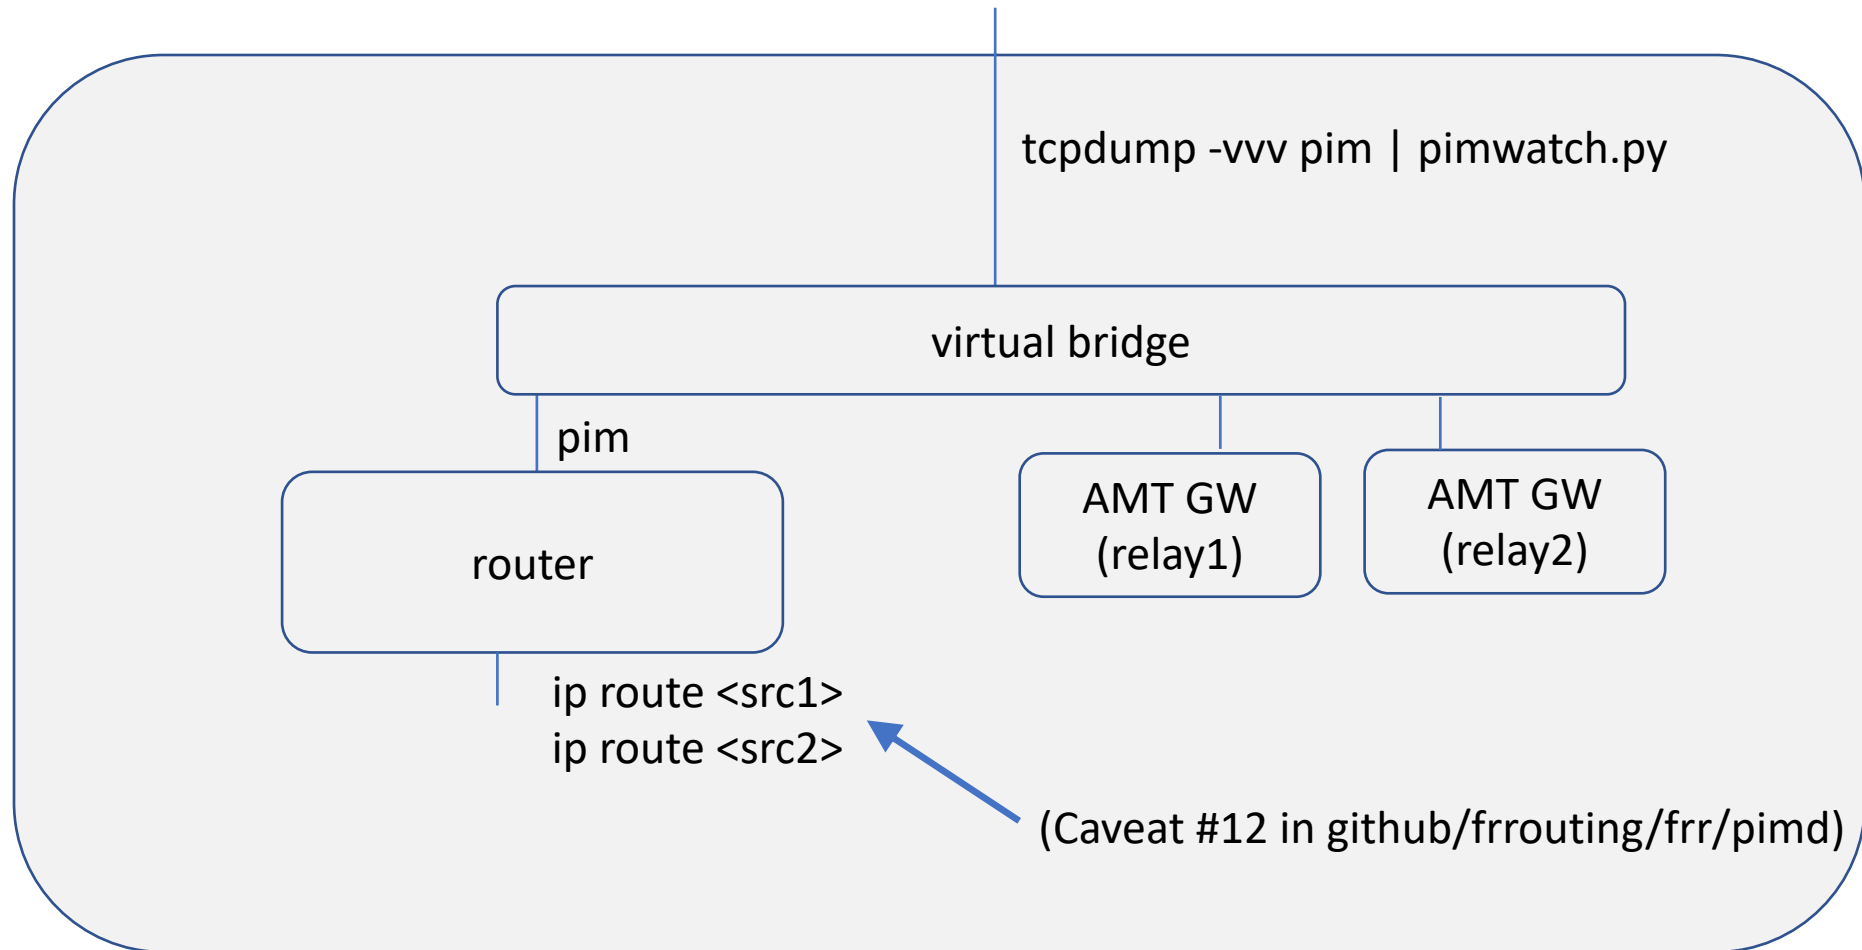 tcpdump -vvv pim | pimwatch.py
virtual bridge
pim
router
AMT GW
(relay1)
AMT GW
(relay2)
ip route <src1>
ip route <src2>
(Caveat #12 in github/frrouting/frr/pimd)